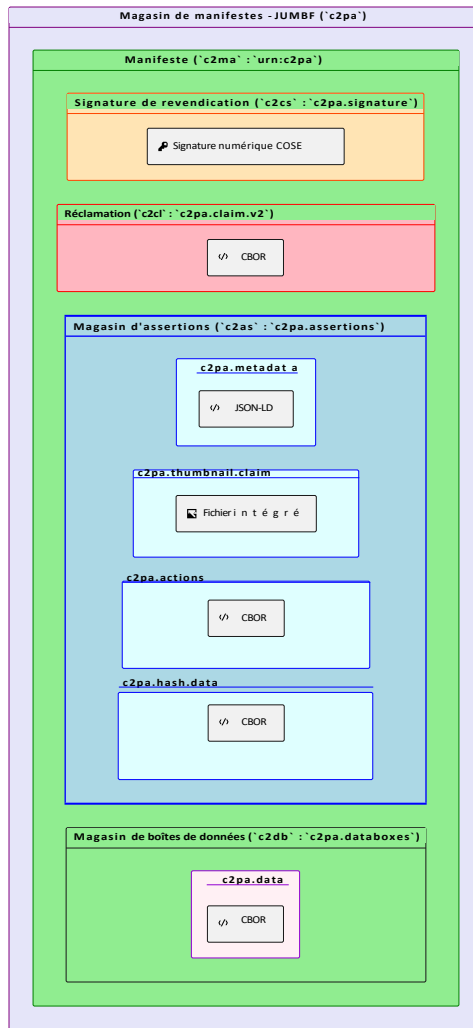 Magasin de manifestes - JUMBF (`c2pa`)
Manifeste (`c2ma` : `urn:c2pa`)
Signature de revendication (`c2cs` : `c2pa.signature`)
Signature numérique COSE
Réclamation (`c2cl` : `c2pa.claim.v2`)
CBOR
Magasin d'assertions (`c2as` : `c2pa.assertions`)
c2pa.metadat a
JSON-LD
c2pa.thumbnail.claim
Fichier i n t é g r é
c2pa.actions
CBOR
c2pa.hash.data
CBOR
Magasin de boîtes de données (`c2db` : `c2pa.databoxes`)
c2pa.data
CBOR